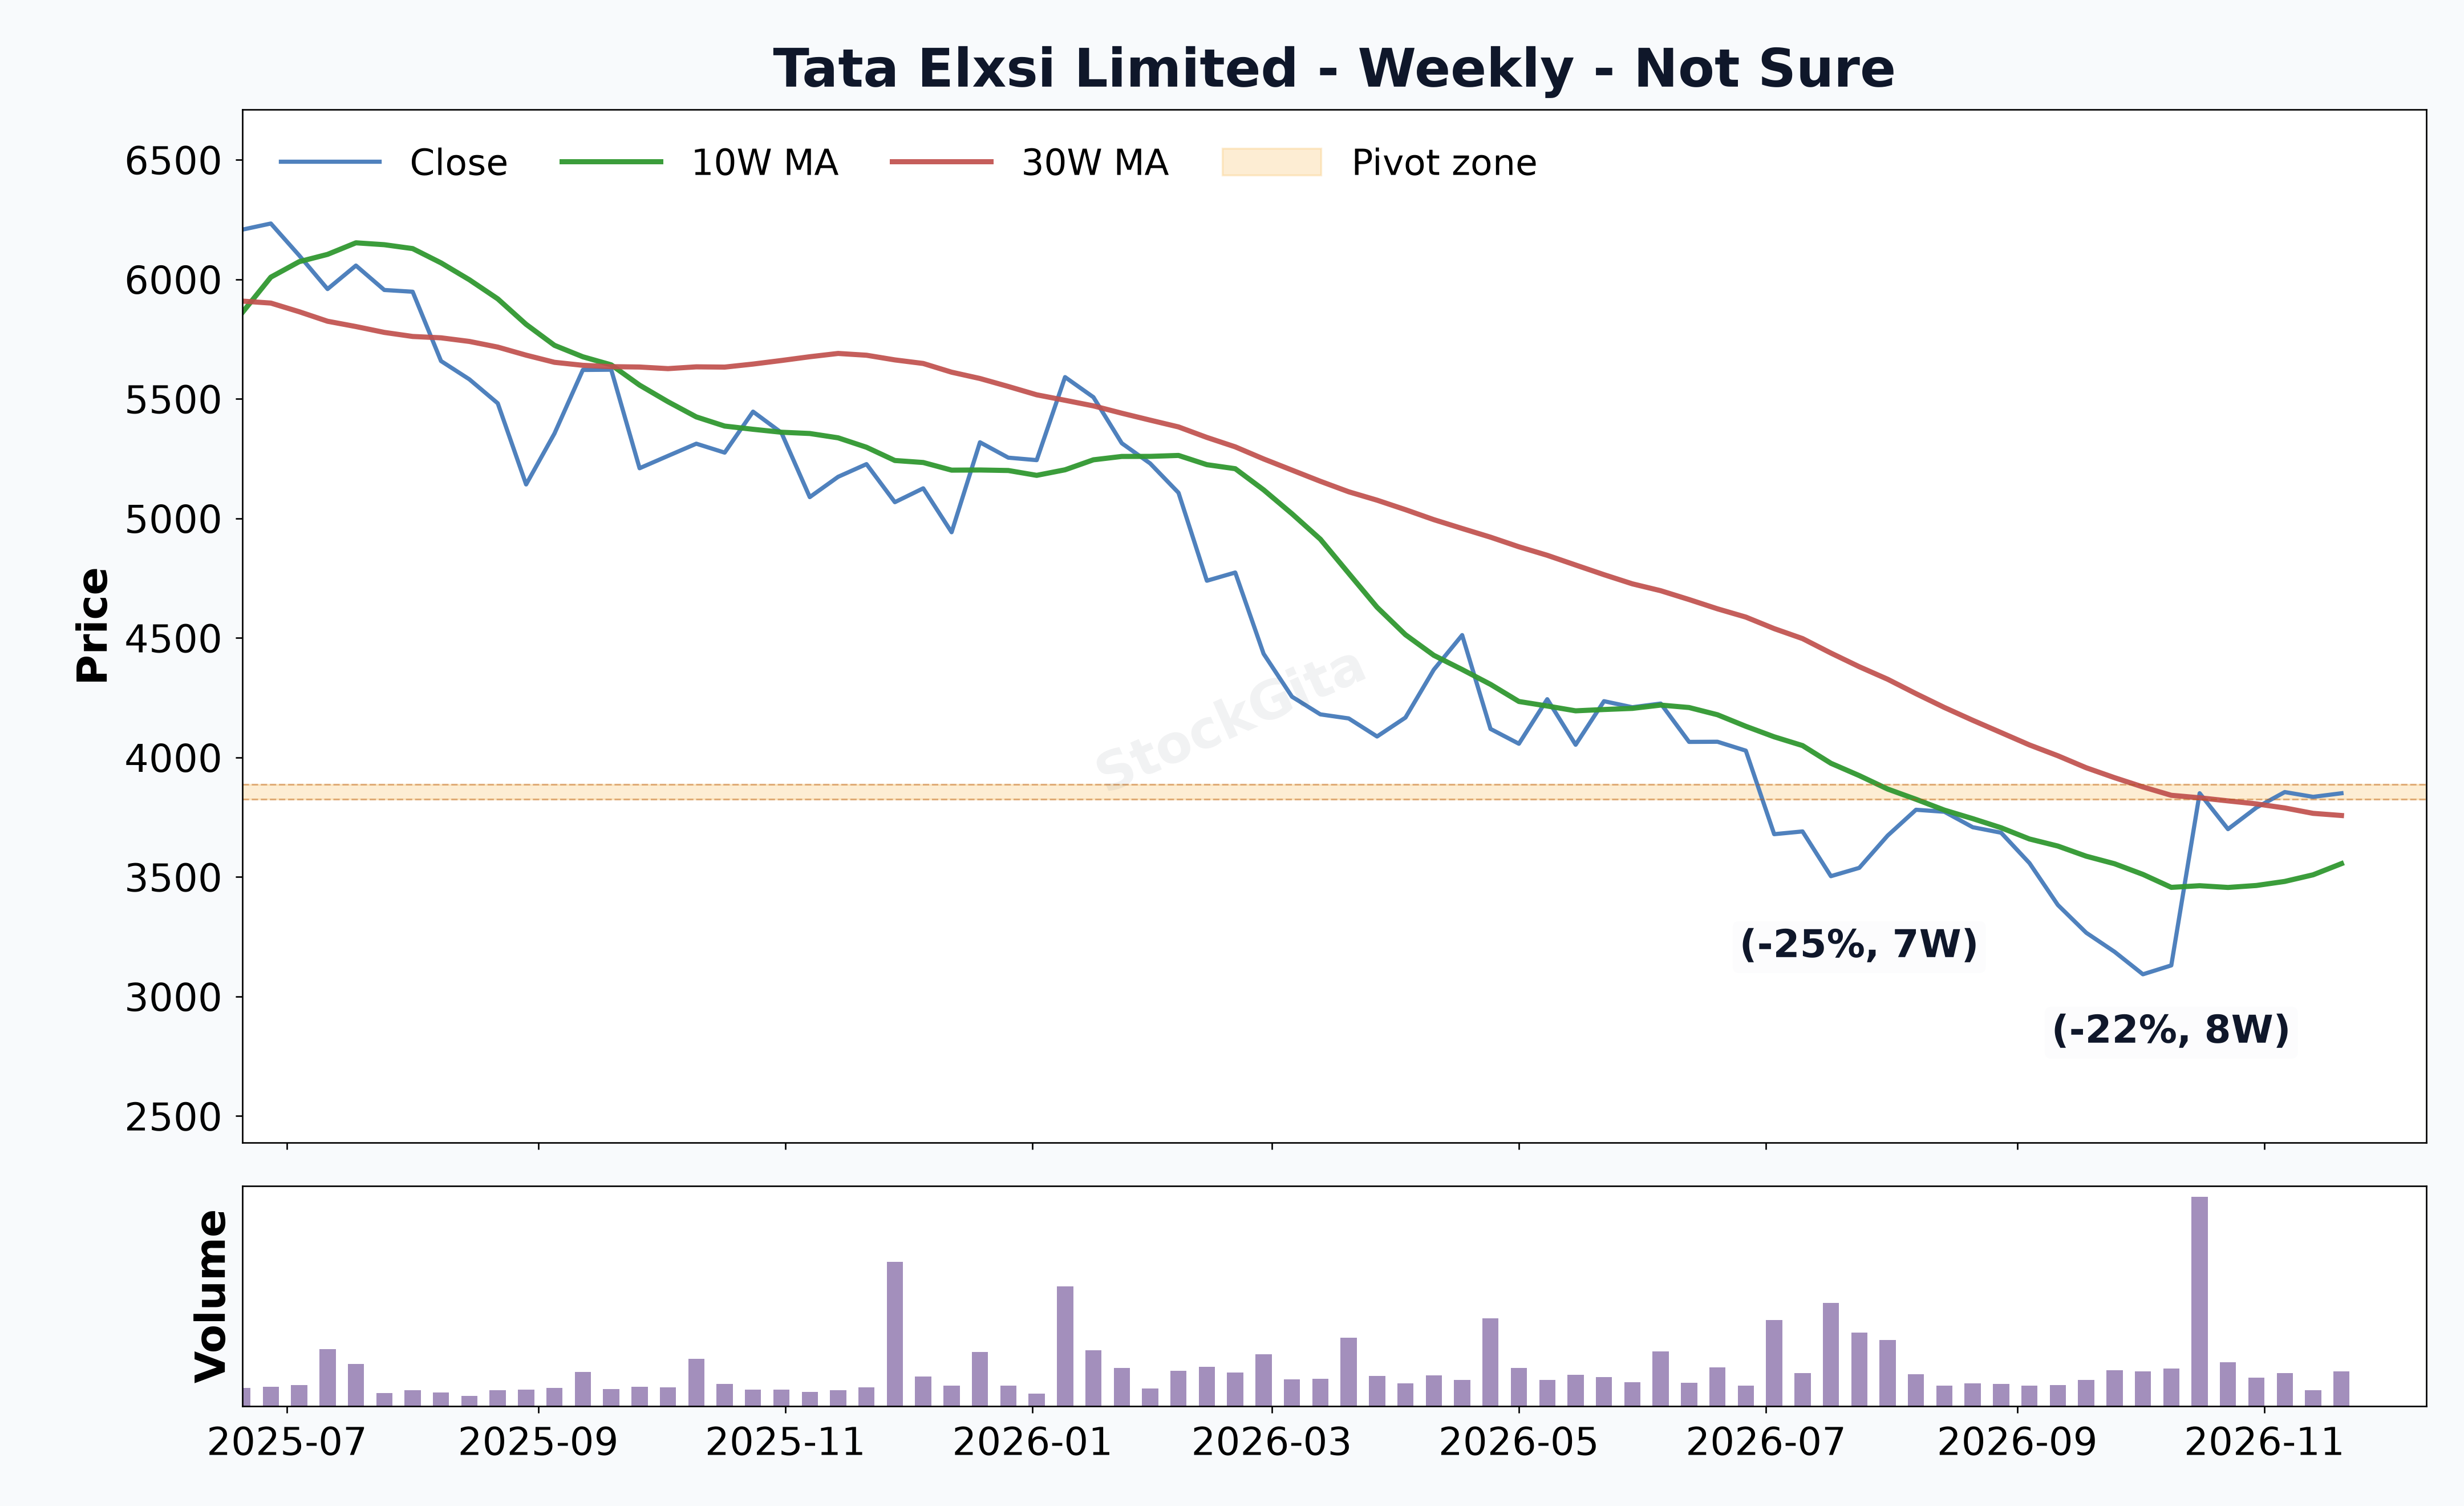 Tata Elxsi Limited - Weekly - Not Sure
Close 10W MA 30W MA Pivot zone
6500
6000
5500
5000
4500
4000
3500
3000
2500
Price
StockGita
(-25%, 7W)
(-22%, 8W)
Volume
2025-07 2025-09 2025-11 2026-01 2026-03 2026-05 2026-07 2026-09 2026-11